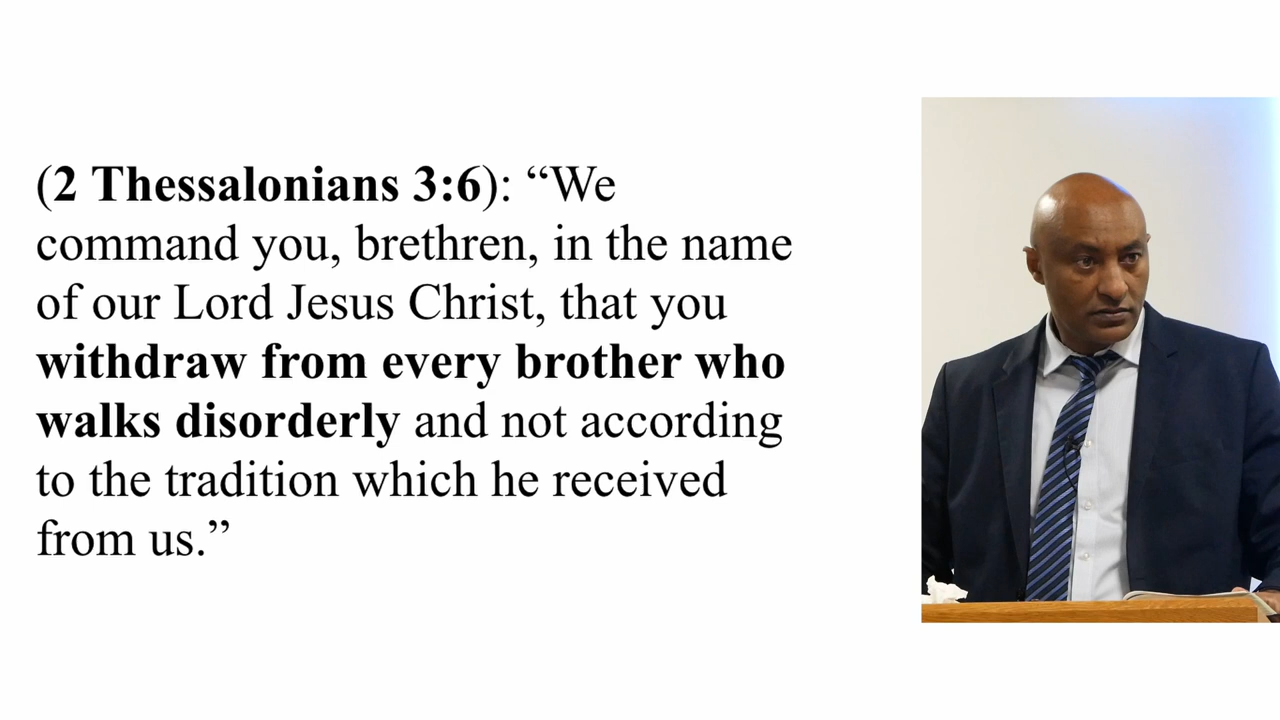 (2 Thessalonians 3:6): “We
command you, brethren, in the name
of our Lord Jesus Christ, that you
withdraw from every brother who
walks disorderly and not according
to the tradition which he received
from us.”